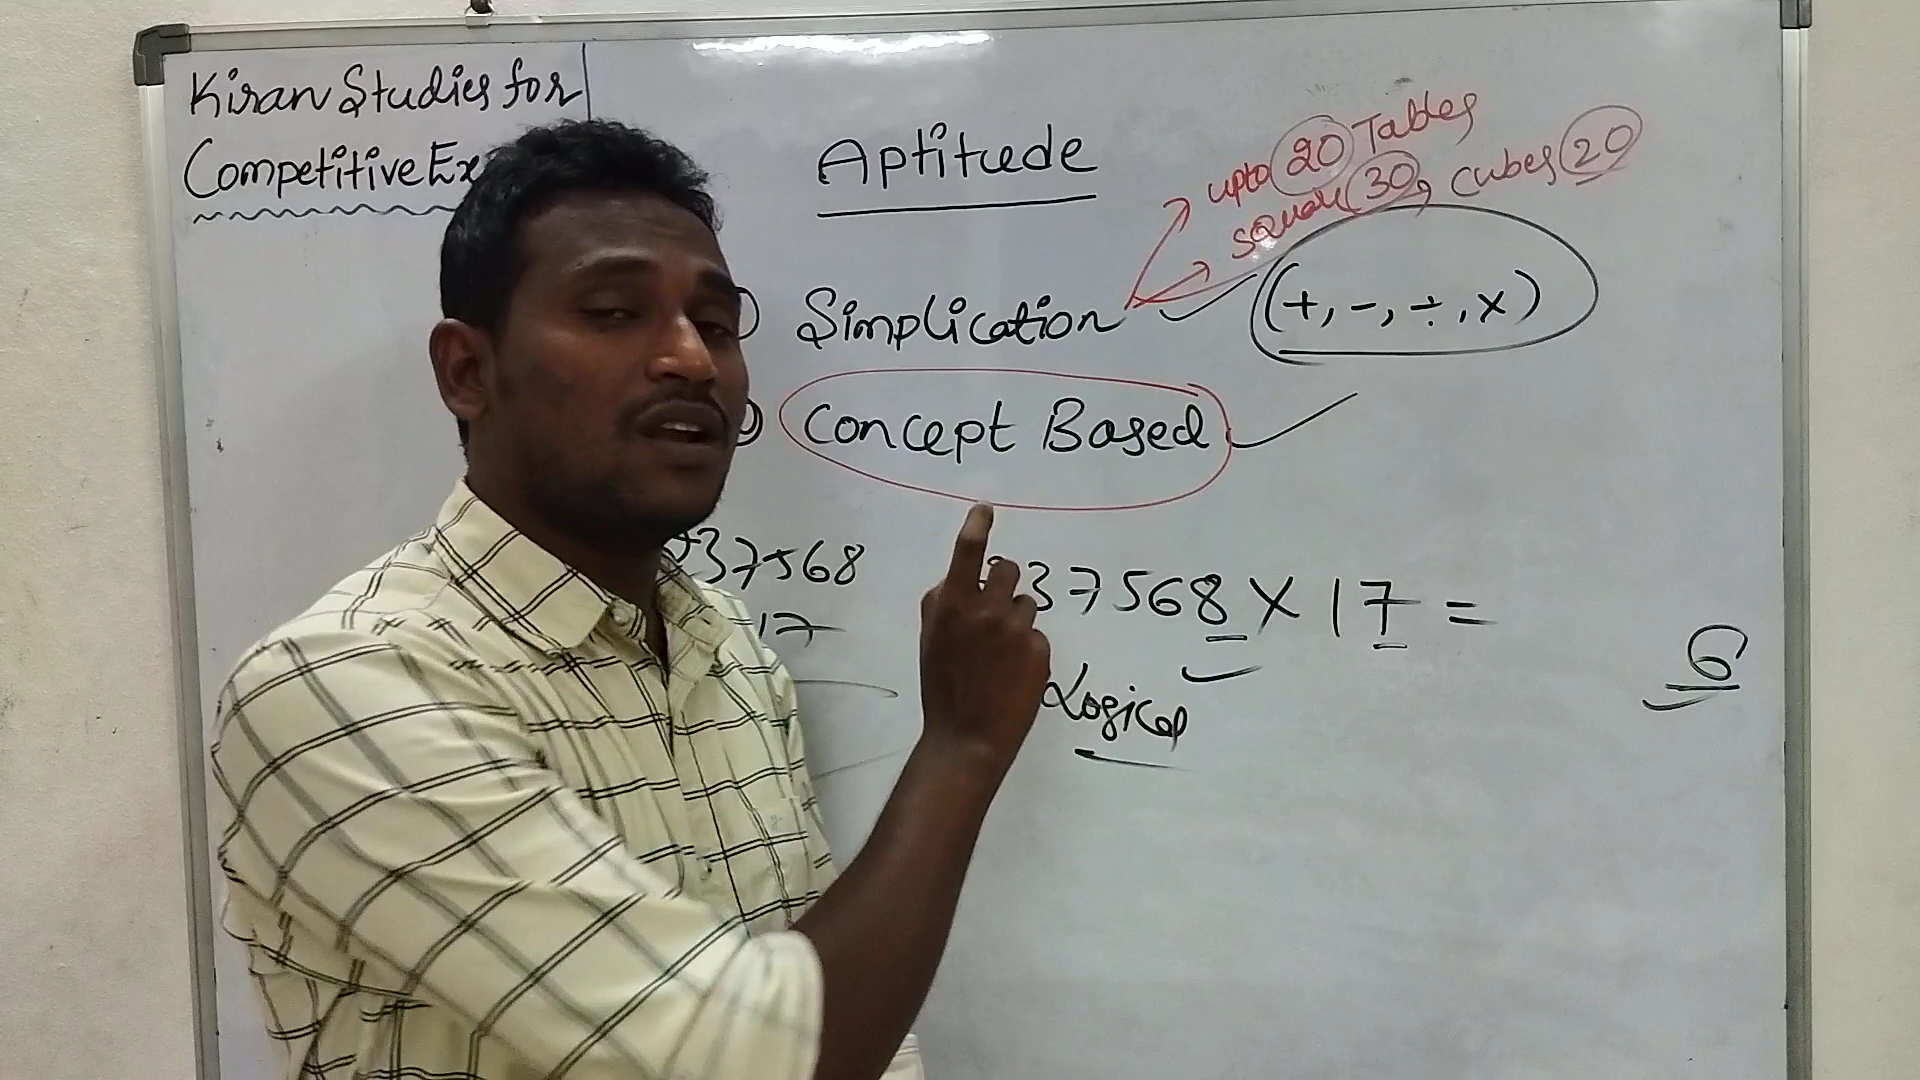 Kiran Studies for
Competitive Ex
Aptitude
upto 20 Tables
square 30, cubes 20
Simplication (+, -, ÷, x)
Concept Based
37568
17
37568 X 17 =
6
Logical